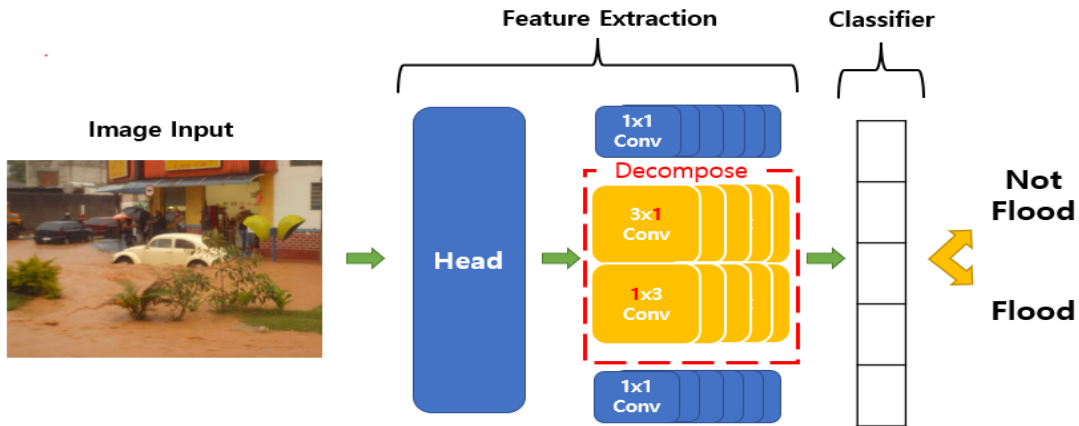 Feature Extraction
Classifier
Image Input
1x1
Conv
Decompose
3x1
Conv
Head
1x3
Conv
1x1
Conv
Not
Flood
Flood